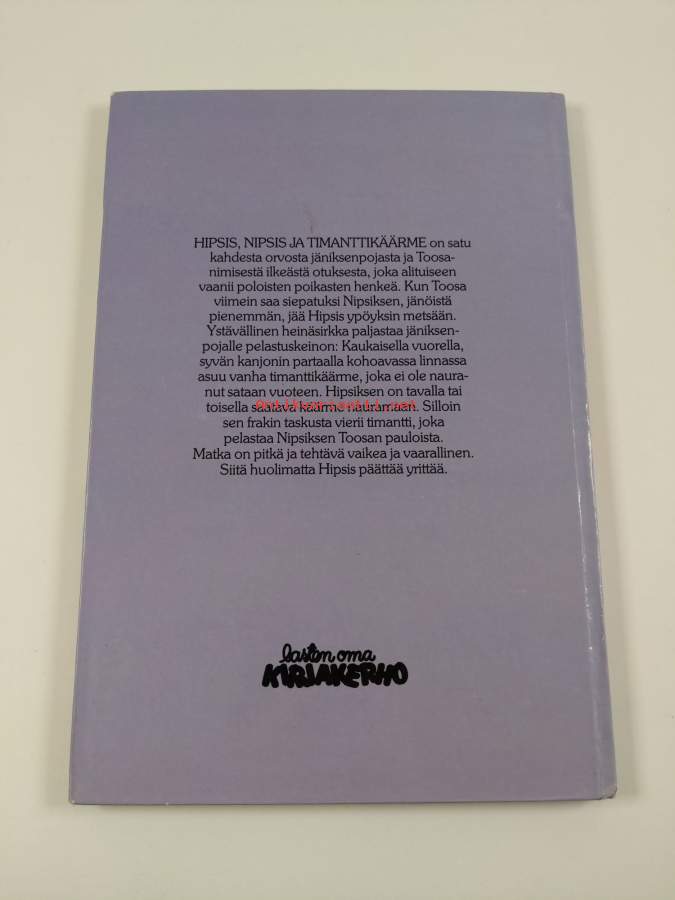 HIPSIS, NIPSIS JA TIMANTTIKÄÄRME on satu
kahdesta orvosta jäniksenpojasta ja Toosa-
nimisestä ilkeästä otuksesta, joka alituiseen
vaanii poloisten poikasten henkeä. Kun Toosa
viimein saa siepatuksi Nipsiksen, jänöistä
pienemmän, jää Hipsis ypöyksin metsään.
Ystävällinen heinäsirkka paljastaa jäniksen-
pojalle pelastuskeinon: Kaukaisella vuorella,
syvän kanjonin partaalla kohoavassa linnassa
asuu vanha timanttikäärme, joka ei ole naura-
nut sataan vuoteen. Hipsiksen on tavalla tai
toisella saatava käärme nauramaan. Silloin
sen frakin taskusta vierii timantti, joka
pelastaa Nipsiksen Toosan pauloista.
Matka on pitkä ja tehtävä vaikea ja vaarallinen.
Siitä huolimatta Hipsis päättää yrittää.
lasten oma
KIRJAKERHO